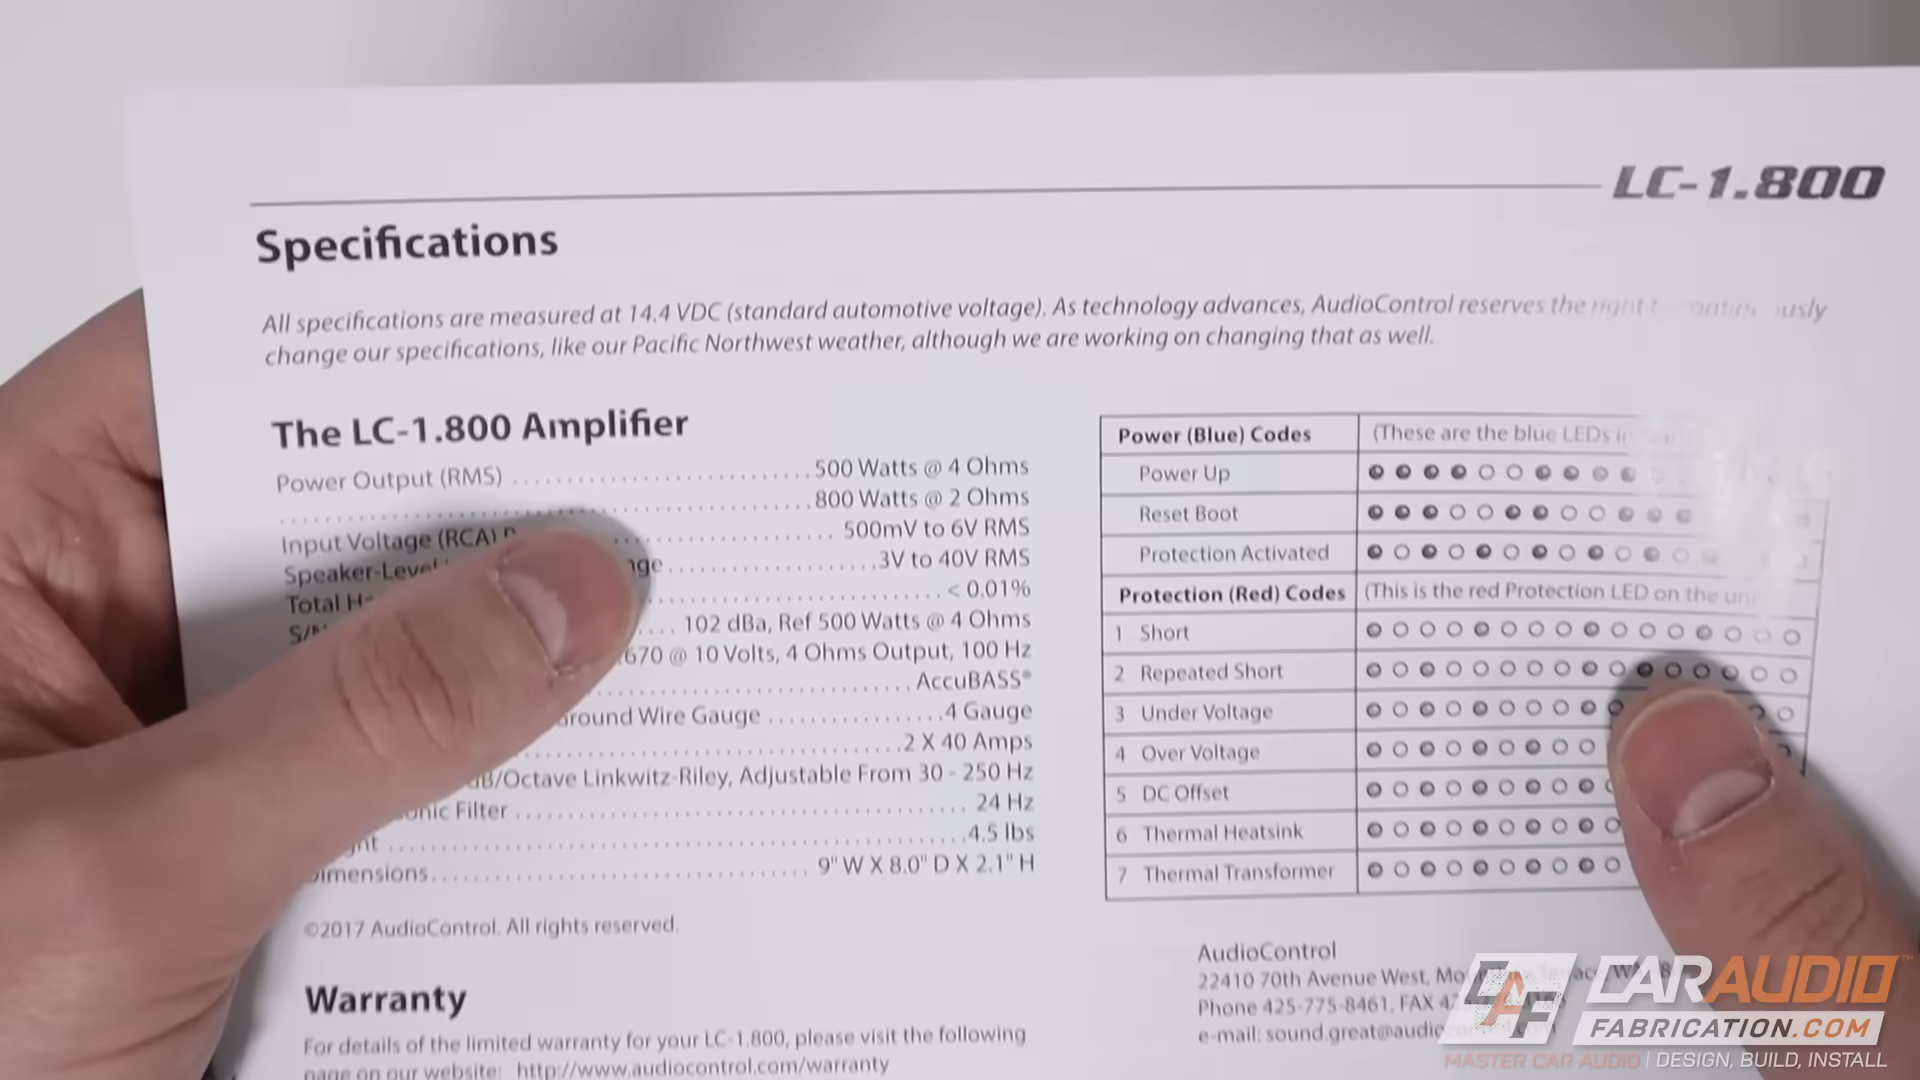 LC-1.800
Specifications
All specifications are measured at 14.4 VDC (standard automotive voltage). As technology advances, AudioControl reserves the right
change our specifications, like our Pacific Northwest weather, although we are working on changing that as well.
The LC-1.800 Amplifier
Power Output (RMS) 500 Watts @ 4 Ohms
800 Watts @ 2 Ohms
Input Voltage (RCA) 500mV to 6V RMS
Speaker-Level 3V to 40V RMS
Total < 0.01%
102 dBa, Ref 500 Watts @ 4 Ohms
670 @ 10 Volts, 4 Ohms Output, 100 Hz
AccuBASS®
Ground Wire Gauge 4 Gauge
2 X 40 Amps
dB/Octave Linkwitz-Riley, Adjustable From 30 - 250 Hz
Filter 24 Hz
4.5 lbs
Dimensions 9" W X 8.0" D X 2.1" H
©2017 AudioControl. All rights reserved.
Warranty
For details of the limited warranty for your LC-1.800, please visit the following
page on our website: http://www.audiocontrol.com/warranty
Power (Blue) Codes (These are the blue LEDs
Power Up
Reset Boot
Protection Activated
Protection (Red) Codes (This is the red Protection LED on the
1 Short
2 Repeated Short
3 Under Voltage
4 Over Voltage
5 DC Offset
6 Thermal Heatsink
7 Thermal Transformer
AudioControl
22410 70th Avenue West,
Phone 425-775-8461, FAX
e-mail:
CAF
CAR AUDIO™
FABRICATION.COM
MASTER CAR AUDIO | DESIGN, BUILD, INSTALL